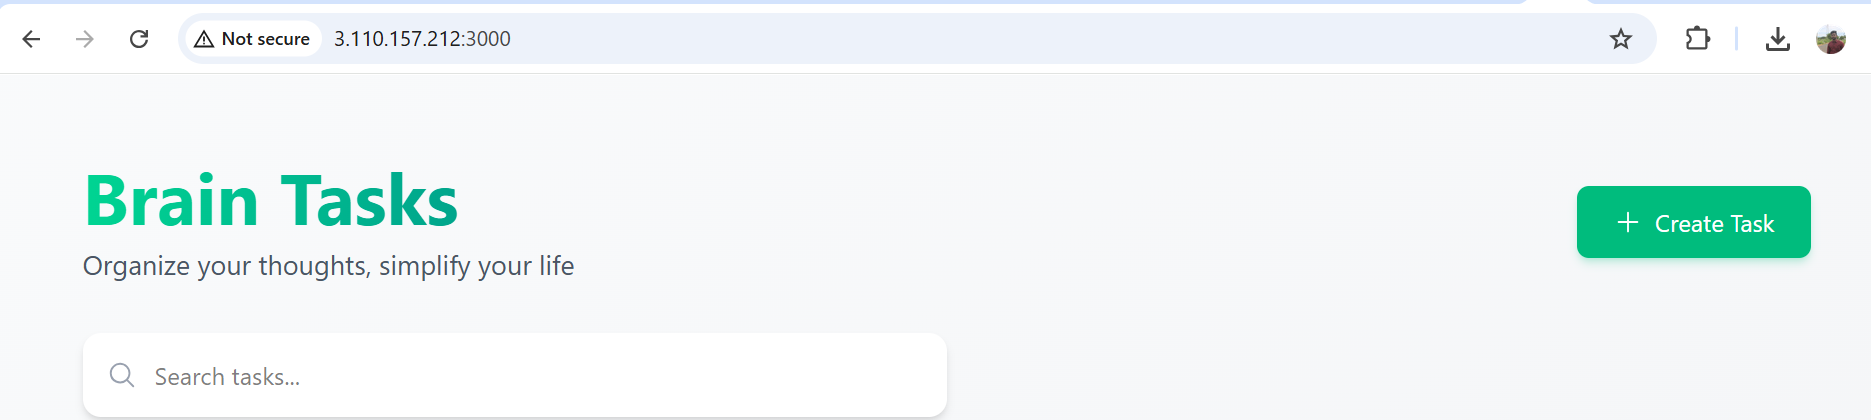 Not secure 3.110.157.212:3000
Brain Tasks
Create Task
Organize your thoughts, simplify your life
Search tasks...